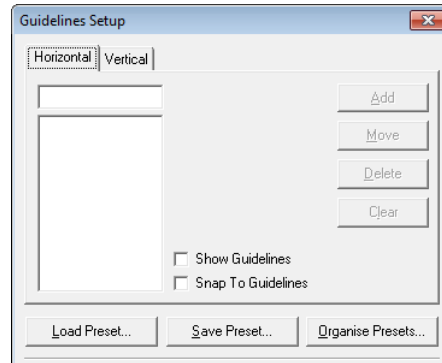 Guidelines Setup
Horizontal Vertical
Add
Move
Delete
Clear
Show Guidelines
Snap To Guidelines
Load Preset... Save Preset... Organise Presets...